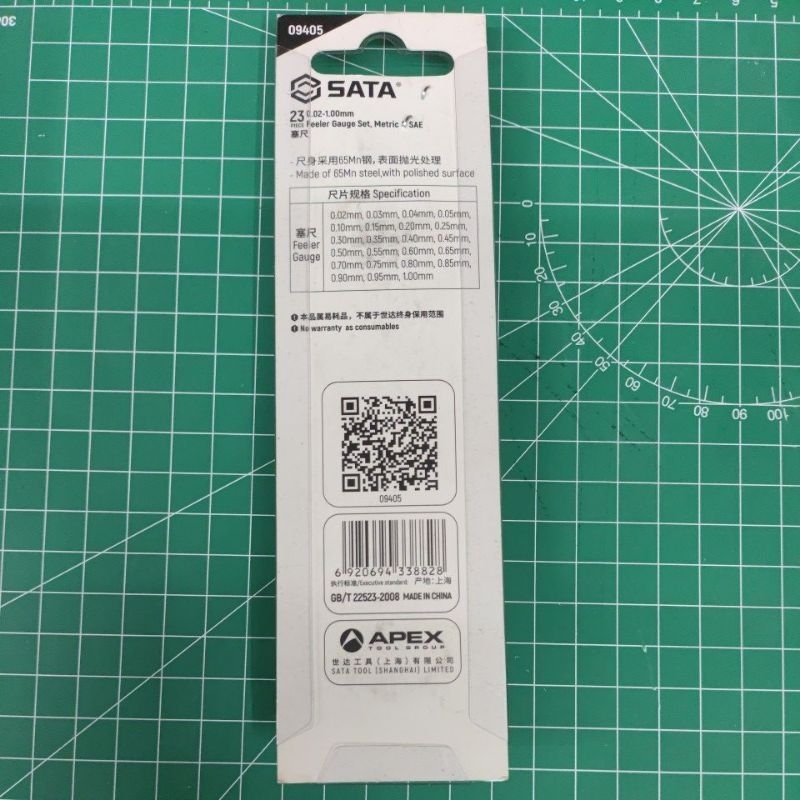 09405
SATA®
23 PIECE 0.02-1.00mm
Feeler Gauge Set, Metric & SAE
塞尺
- 尺身采用65Mn钢，表面抛光处理
- Made of 65Mn steel,with polished surface
尺片规格 Specification
塞尺
Feeler
Gauge
0.02mm, 0.03mm, 0.04mm, 0.05mm,
0.10mm, 0.15mm, 0.20mm, 0.25mm,
0.30mm, 0.35mm, 0.40mm, 0.45mm,
0.50mm, 0.55mm, 0.60mm, 0.65mm,
0.70mm, 0.75mm, 0.80mm, 0.85mm,
0.90mm, 0.95mm, 1.00mm
本品属易耗品，不属于世达终身保用范围
No warranty as consumables
09405
6 920694 338828
执行标准/Executive standard 产地:上海
GB/T 22523-2008 MADE IN CHINA
APEX
TOOL GROUP
世达工具(上海)有限公司
SATA TOOL (SHANGHAI) LIMITED
0
10
20
30
40
50
60
70
80
90
100